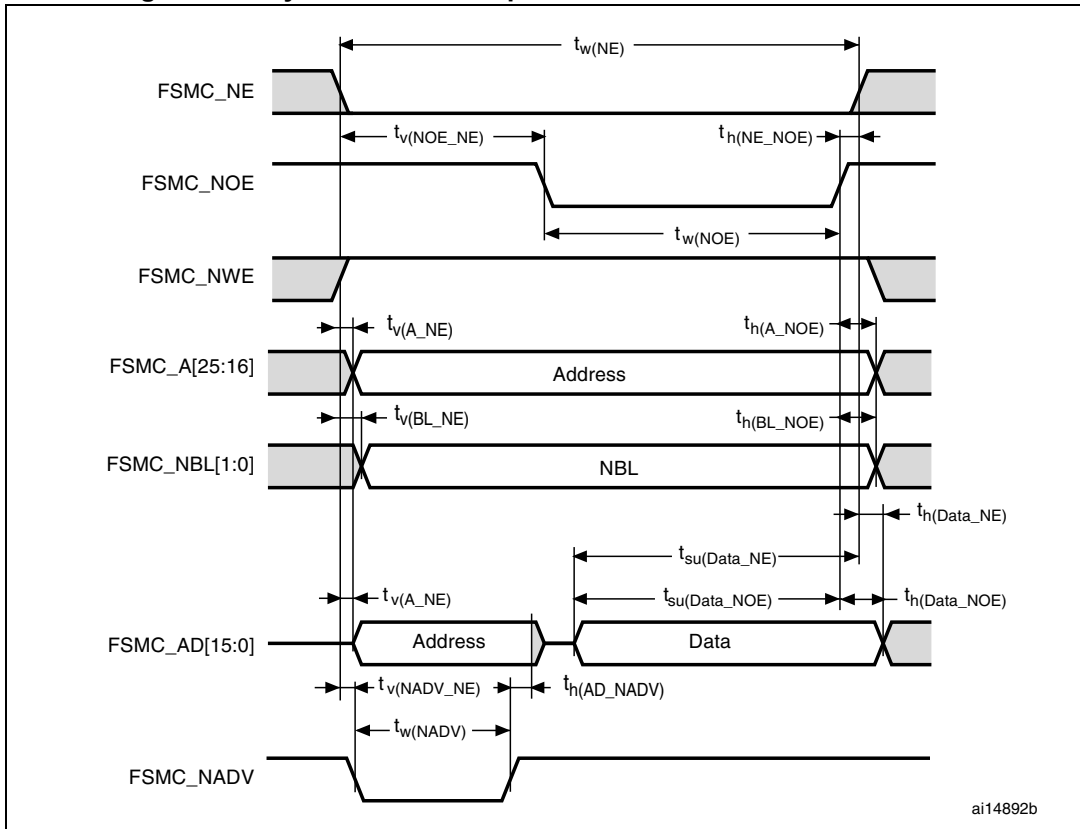 tw(NE)
FSMC_NE
tv(NOE_NE)
th(NE_NOE)
FSMC_NOE
tw(NOE)
FSMC_NWE
tv(A_NE)
th(A_NOE)
FSMC_A[25:16]
Address
tv(BL_NE)
th(BL_NOE)
FSMC_NBL[1:0]
NBL
th(Data_NE)
tsu(Data_NE)
tv(A_NE)
tsu(Data_NOE)
th(Data_NOE)
FSMC_AD[15:0]
Address
Data
tv(NADV_NE)
th(AD_NADV)
tw(NADV)
FSMC_NADV
ai14892b